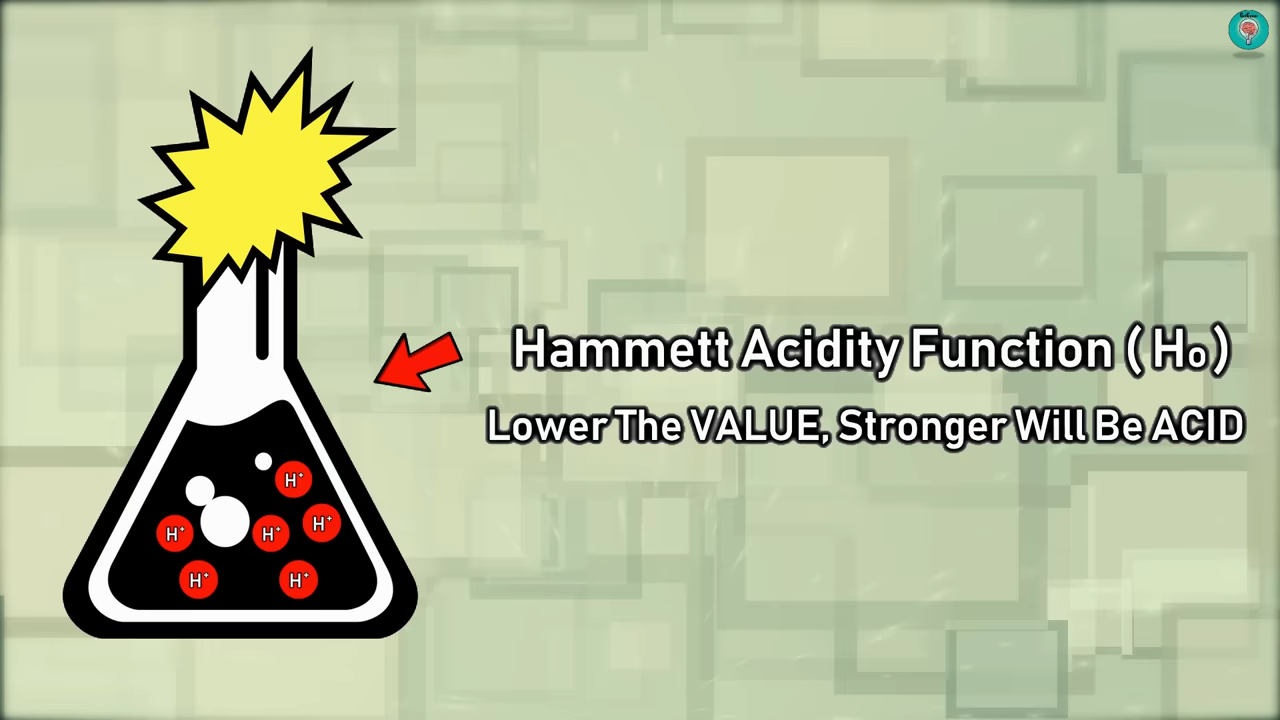 Hammett Acidity Function ( H₀ )
Lower The VALUE, Stronger Will Be ACID
H⁺
H⁺
H⁺
H⁺
H⁺
H⁺